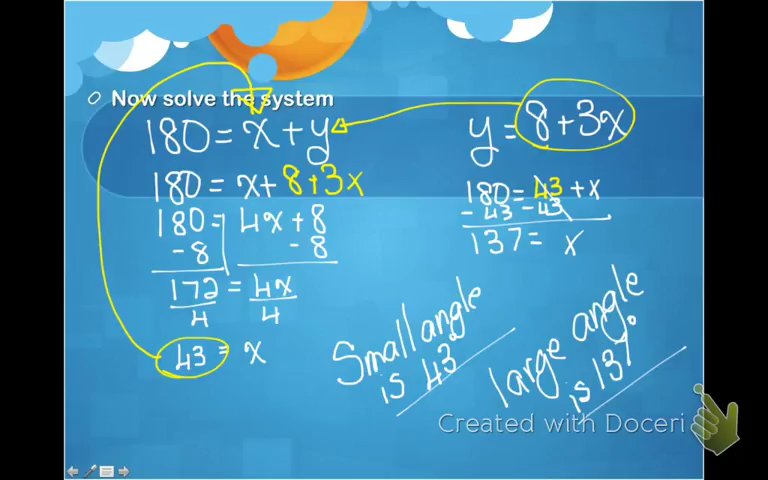 Now solve the system
180 = x + y
y = 8 + 3x
180 = x + 8 + 3x
180 = 4x + 8
- 8 - 8
172 = 4x
4 4
43 = x
180 = 43 + x
- 43 - 43
137 = x
Small angle
is 43°
large angle
is 137°
Created with Doceri